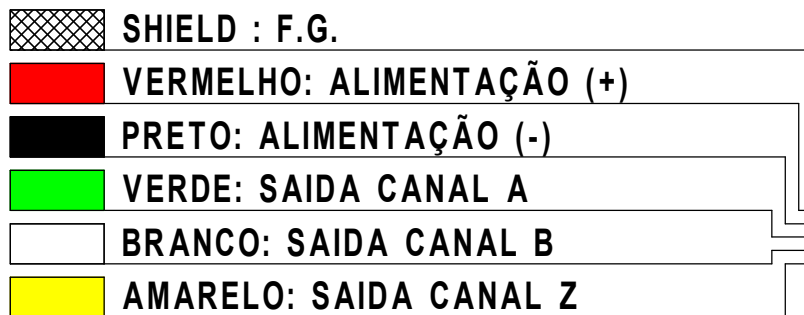 SHIELD : F.G.
VERMELHO: ALIMENTAÇÃO (+)
PRETO: ALIMENTAÇÃO (-)
VERDE: SAIDA CANAL A
BRANCO: SAIDA CANAL B
AMARELO: SAIDA CANAL Z